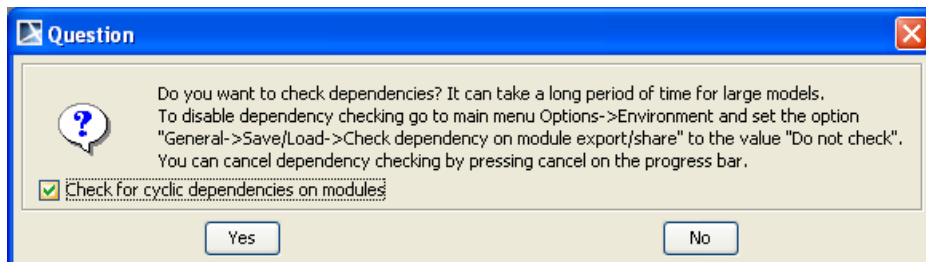 Question
Do you want to check dependencies? It can take a long period of time for large models.
To disable dependency checking go to main menu Options->Environment and set the option
"General->Save/Load->Check dependency on module export/share" to the value "Do not check".
You can cancel dependency checking by pressing cancel on the progress bar.
Check for cyclic dependencies on modules
Yes No